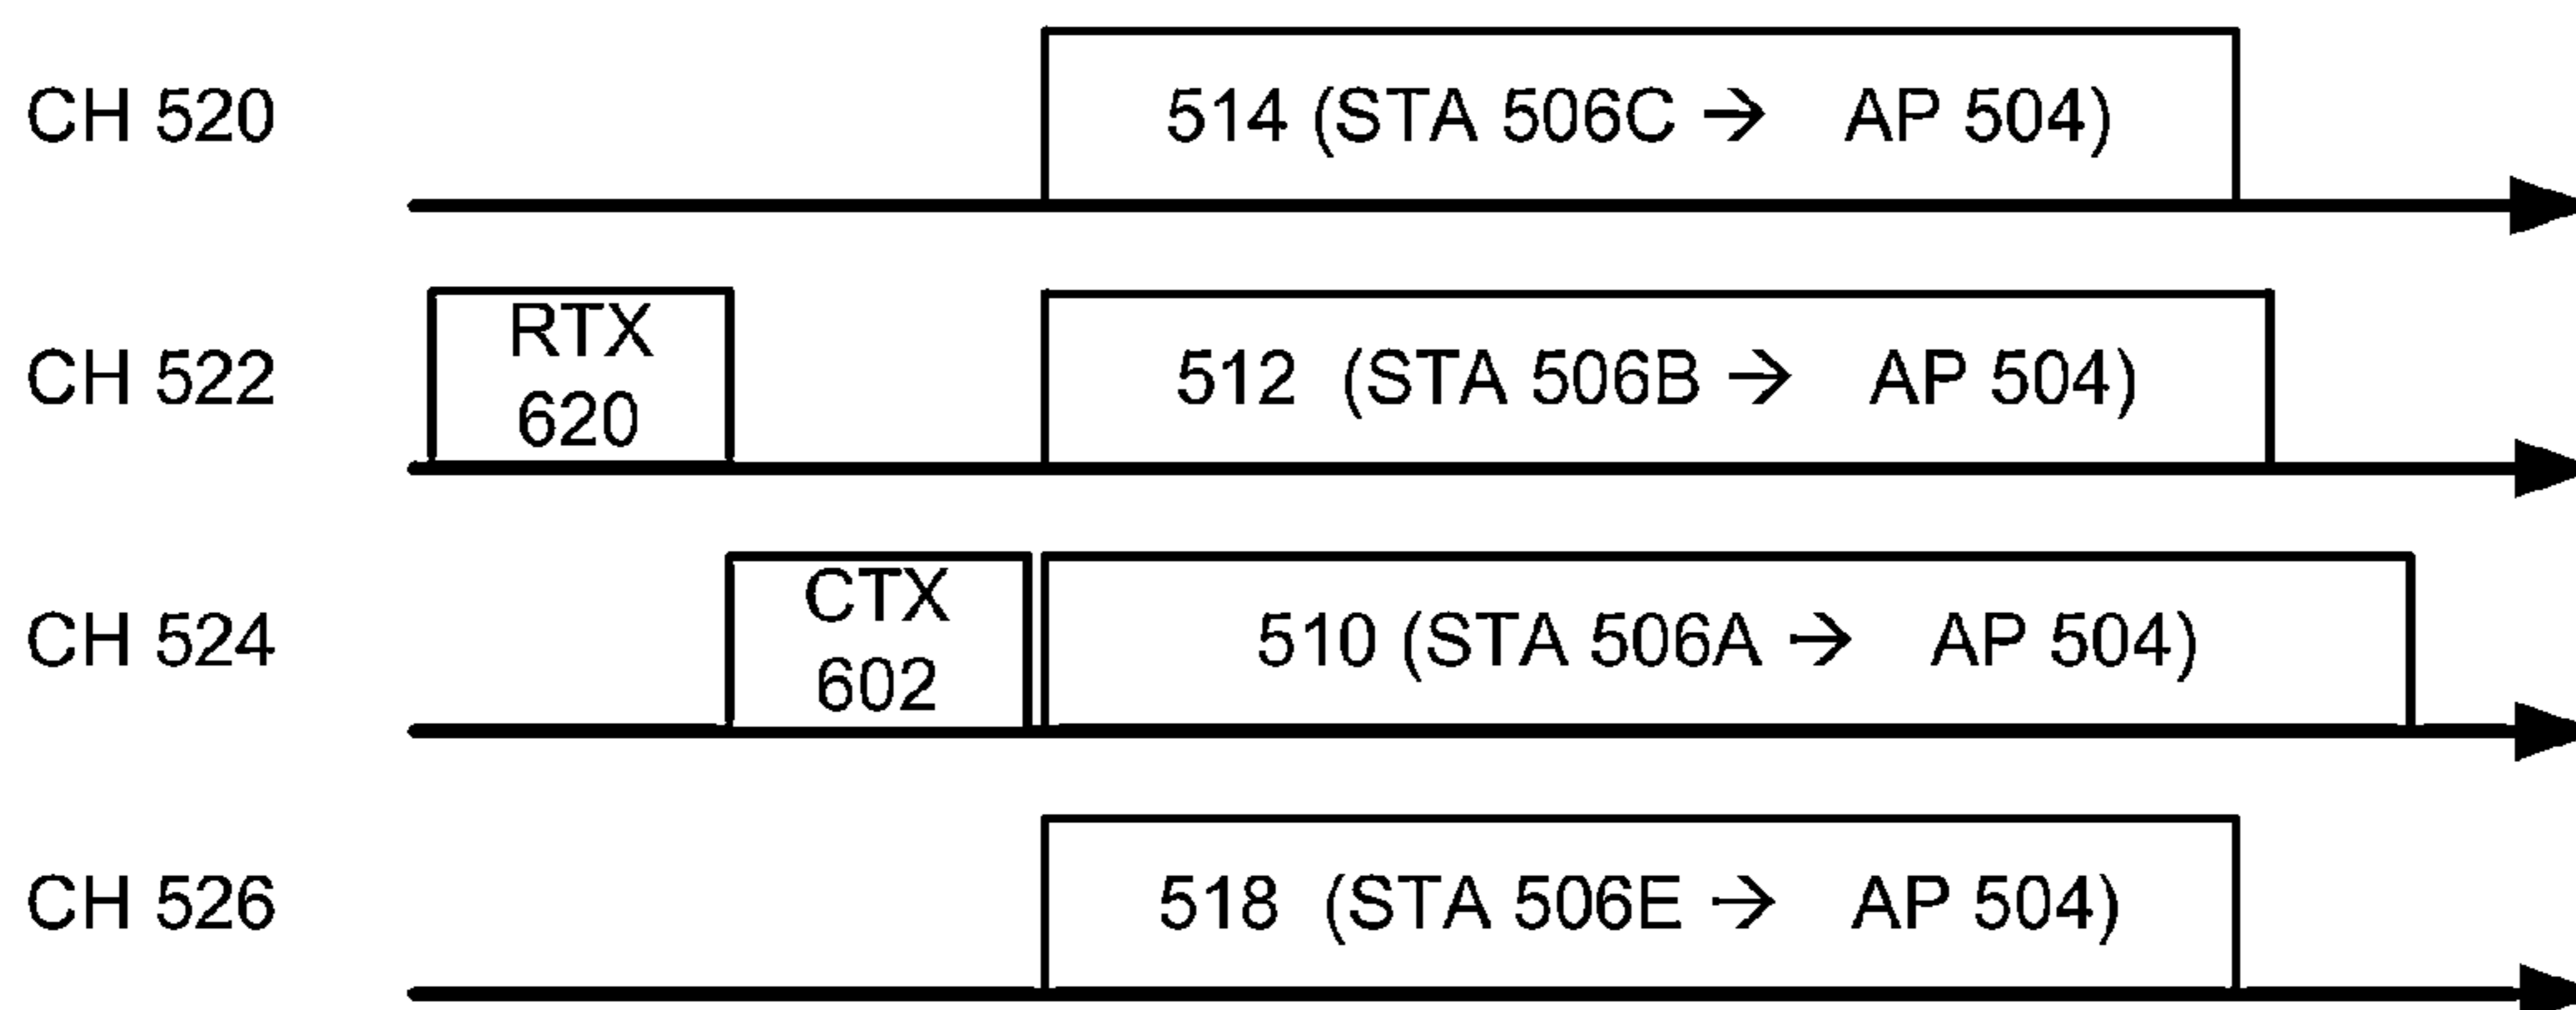 CH 520
514 (STA 506C → AP 504)
CH 522
RTX
620
512 (STA 506B → AP 504)
CH 524
CTX
602
510 (STA 506A → AP 504)
CH 526
518 (STA 506E → AP 504)